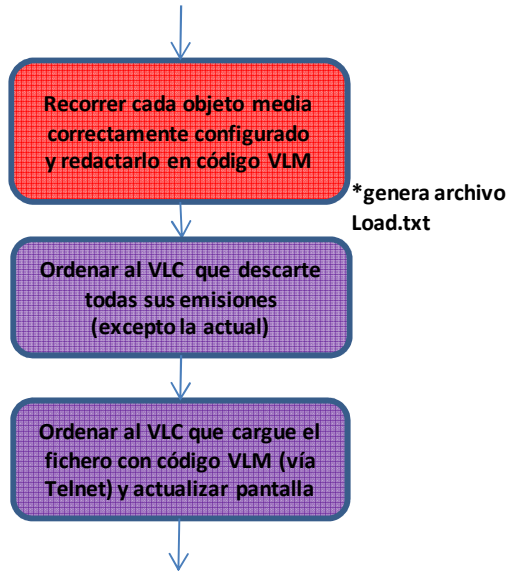 Recorrer cada objeto media
correctamente configurado
y redactarlo en código VLM
*genera archivo
Load.txt
Ordenar al VLC que descarte
todas sus emisiones
(excepto la actual)
Ordenar al VLC que cargue el
fichero con código VLM (vía
Telnet) y actualizar pantalla